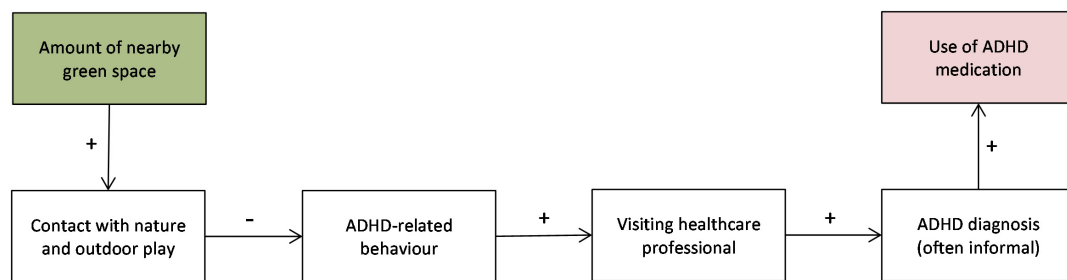 Amount of nearby
green space
Use of ADHD
medication
+
+
Contact with nature
and outdoor play
-
ADHD-related
behaviour
+
Visiting healthcare
professional
+
ADHD diagnosis
(often informal)